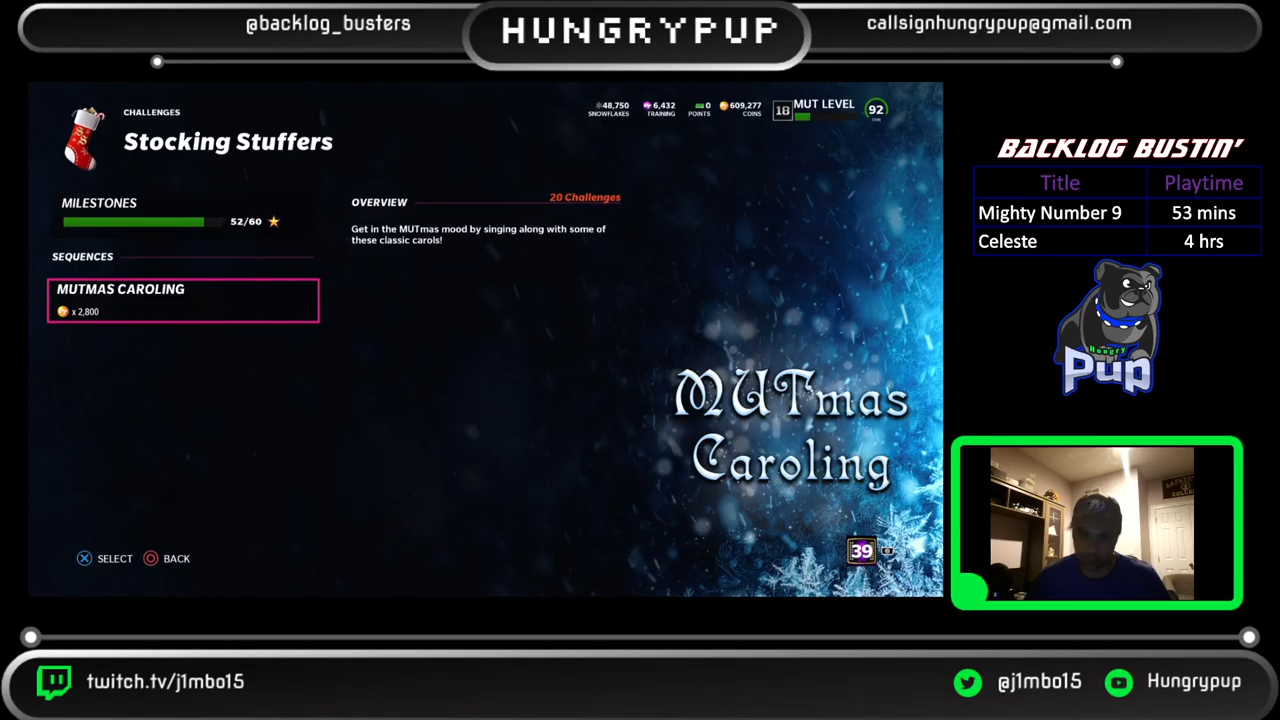 @backlog_busters
HUNGRYPUP
callsignhungrypup@gmail.com
CHALLENGES
Stocking Stuffers
48,750
SNOWFLAKES
6,432
TRAINING
0
POINTS
609,277
COINS
18
MUT LEVEL
92
OVR
MILESTONES
52/60
SEQUENCES
MUTMAS CAROLING
x 2,800
OVERVIEW
20 Challenges
Get in the MUTmas mood by singing along with some of
these classic carols!
MUTmas
Caroling
39
SELECT
BACK
BACKLOG BUSTIN'
Title Playtime
Mighty Number 9 53 mins
Celeste 4 hrs
Hungry
Pup
twitch.tv/j1mbo15
@j1mbo15
Hungrypup